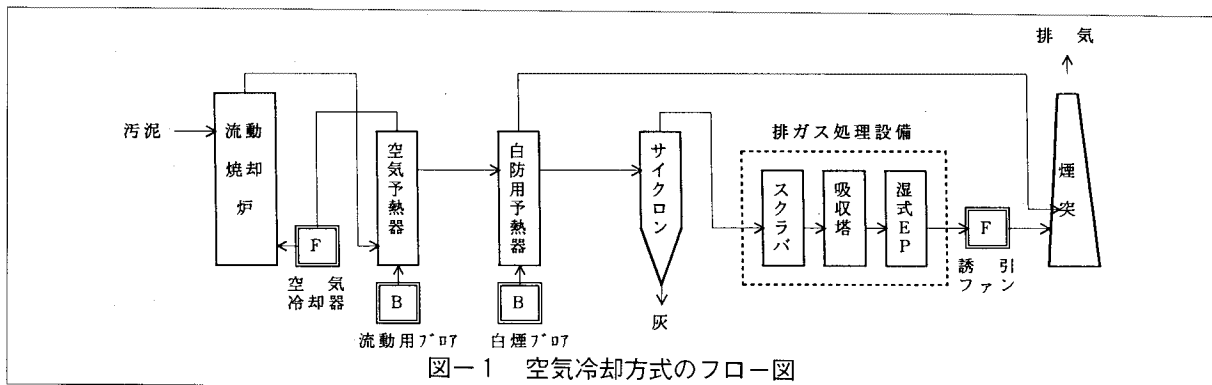 排気
汚泥
流動焼却炉
空気予熱器
白防用予熱器
サイクロン
排ガス処理設備
スクラバ
吸収塔
湿式EP
煙突
F
空気冷却器
F
誘引ファン
B
流動用ブロア
B
白煙ブロア
灰
図－1　空気冷却方式のフロー図